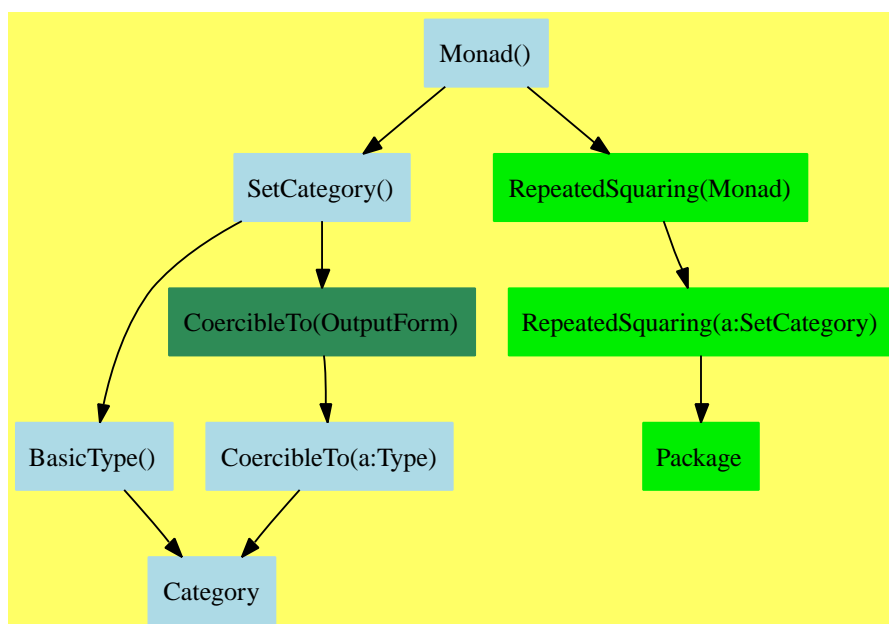 Monad()
SetCategory()
RepeatedSquaring(Monad)
CoercibleTo(OutputForm)
RepeatedSquaring(a:SetCategory)
BasicType()
CoercibleTo(a:Type)
Package
Category